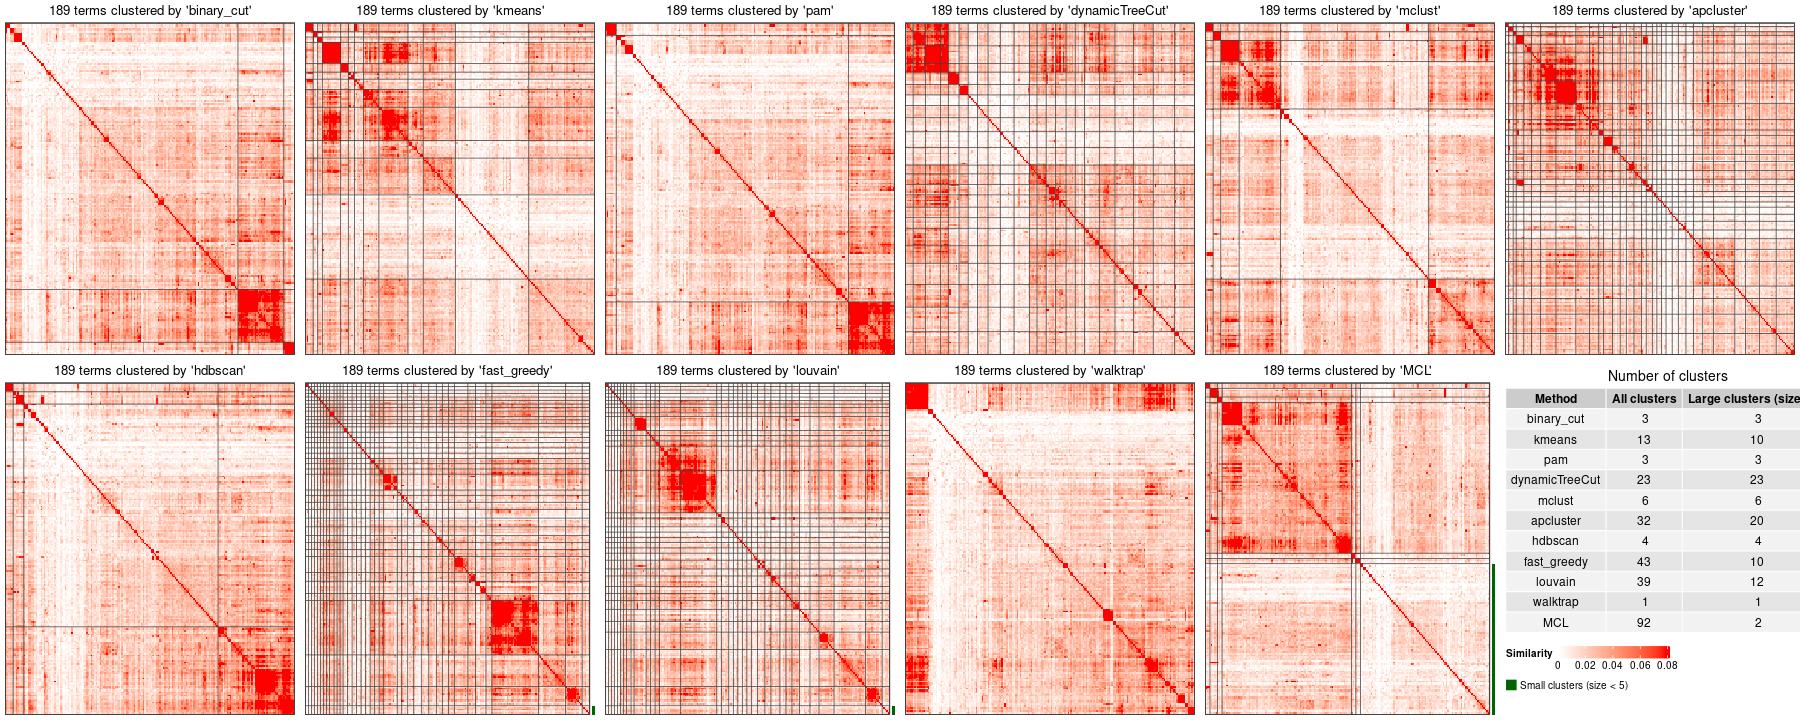 189 terms clustered by 'binary_cut'
189 terms clustered by 'kmeans'
189 terms clustered by 'pam'
189 terms clustered by 'dynamicTreeCut'
189 terms clustered by 'mclust'
189 terms clustered by 'apcluster'
189 terms clustered by 'hdbscan'
189 terms clustered by 'fast_greedy'
189 terms clustered by 'louvain'
189 terms clustered by 'walktrap'
189 terms clustered by 'MCL'
Number of clusters
Method All clusters Large clusters (size
binary_cut 3 3
kmeans 13 10
pam 3 3
dynamicTreeCut 23 23
mclust 6 6
apcluster 32 20
hdbscan 4 4
fast_greedy 43 10
louvain 39 12
walktrap 1 1
MCL 92 2
Similarity
0 0.02 0.04 0.06 0.08
Small clusters (size < 5)